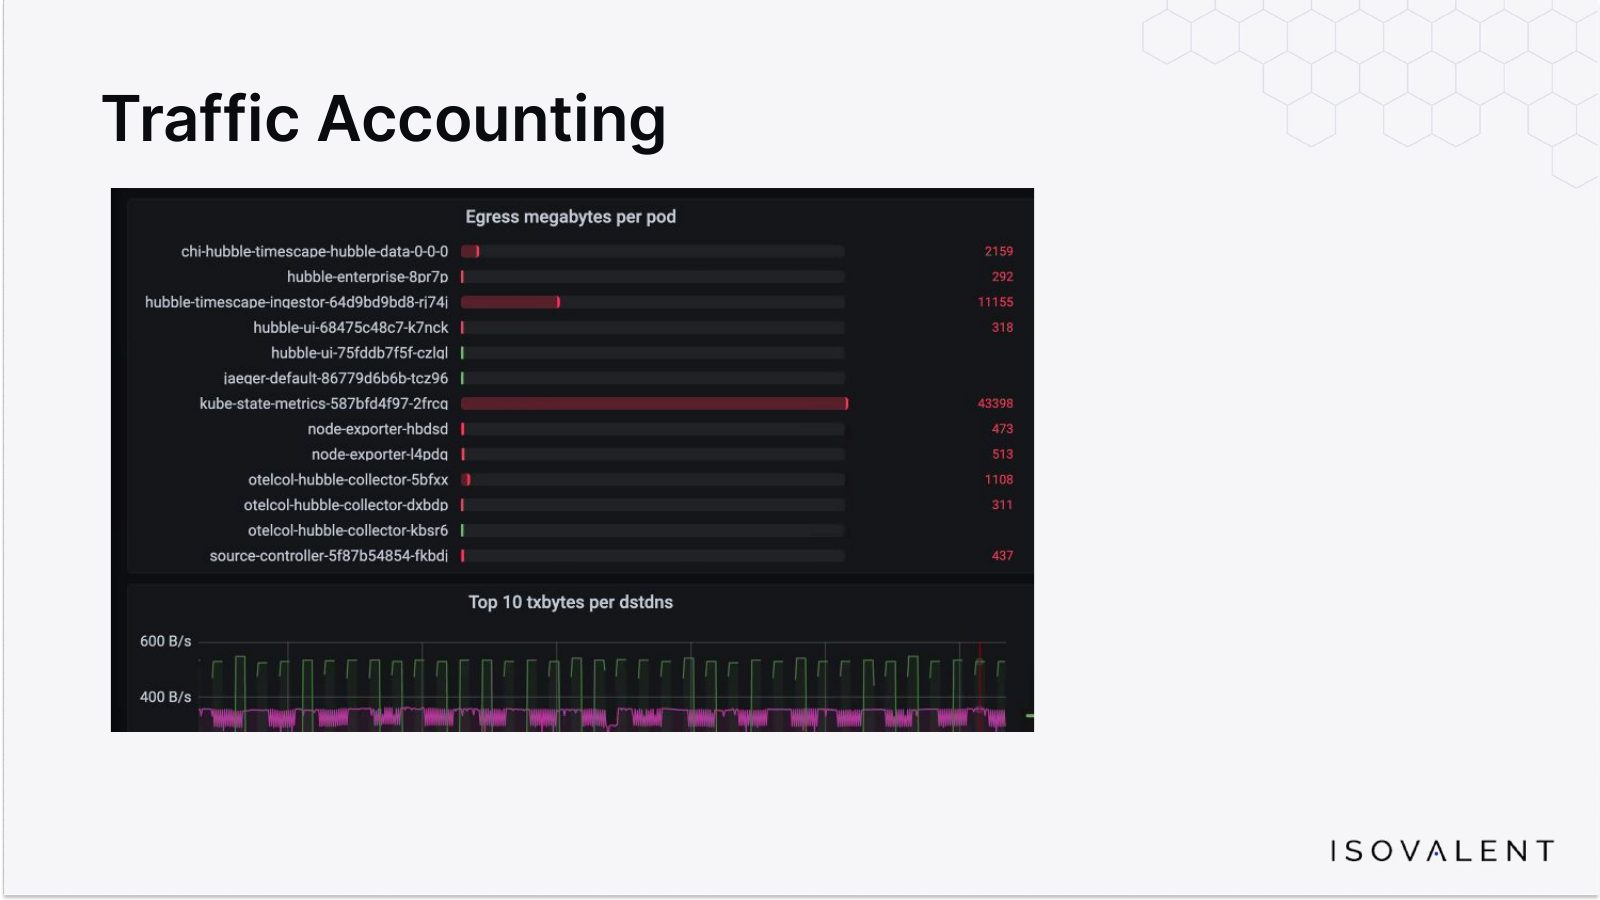 Traffic Accounting
Egress megabytes per pod
chi-hubble-timescape-hubble-data-0-0-0 2159
hubble-enterprise-8pr7p 292
hubble-timescape-ingestor-64d9bd9bd8-rj74j 11155
hubble-ui-68475c48c7-k7nck 318
hubble-ui-75fddb7f5f-czlql
jaeger-default-86779d6b6b-tcz96
kube-state-metrics-587bfd4f97-2frcq 43398
node-exporter-hbdsd 473
node-exporter-l4pdq 513
otelcol-hubble-collector-5bfxx 1108
otelcol-hubble-collector-dxbdp 311
otelcol-hubble-collector-kbsr6
source-controller-5f87b54854-fkbdj 437
Top 10 txbytes per dstdns
600 B/s
400 B/s
ISOVALENT